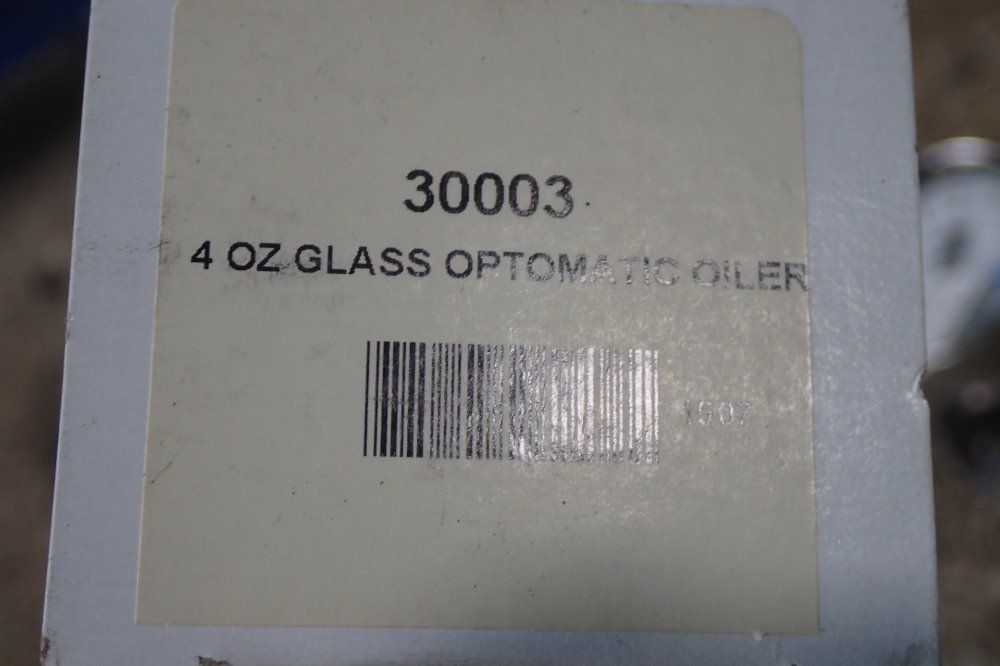 30003
4 OZ GLASS OPTOMATIC OILER
1507